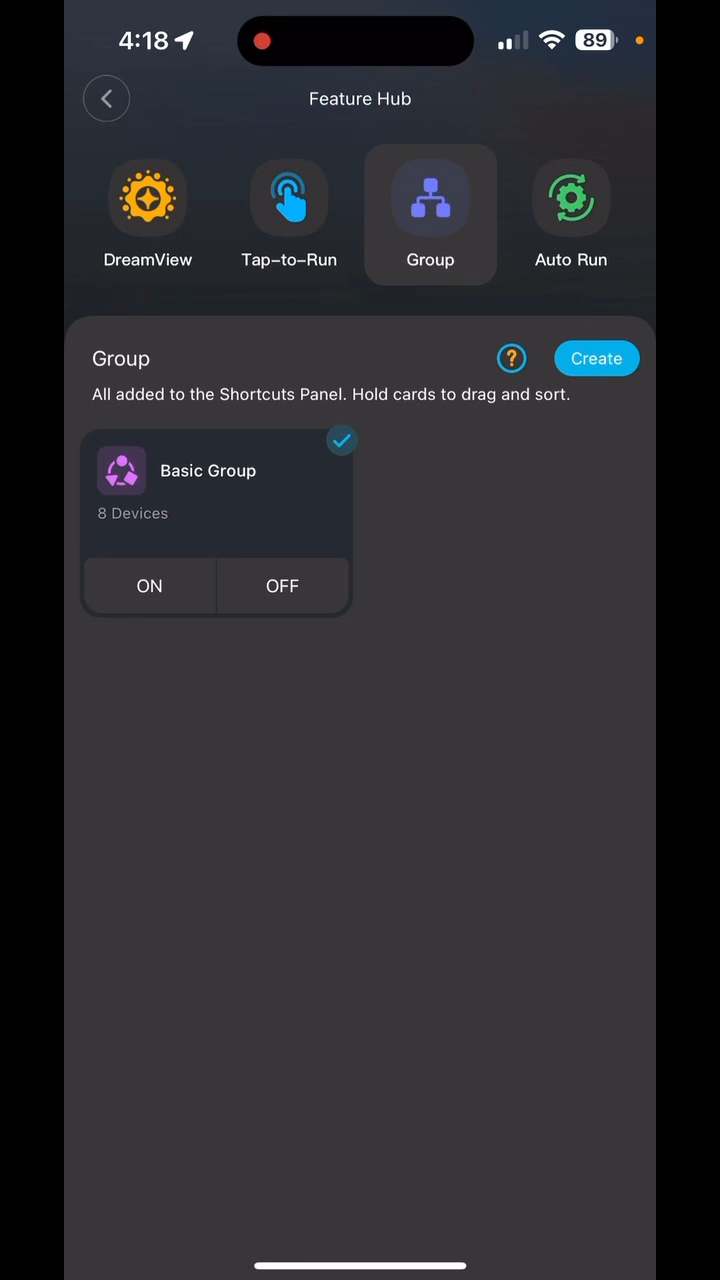 4:18
89
Feature Hub
DreamView
Tap-to-Run
Group
Auto Run
Group
?
Create
All added to the Shortcuts Panel. Hold cards to drag and sort.
Basic Group
8 Devices
ON
OFF